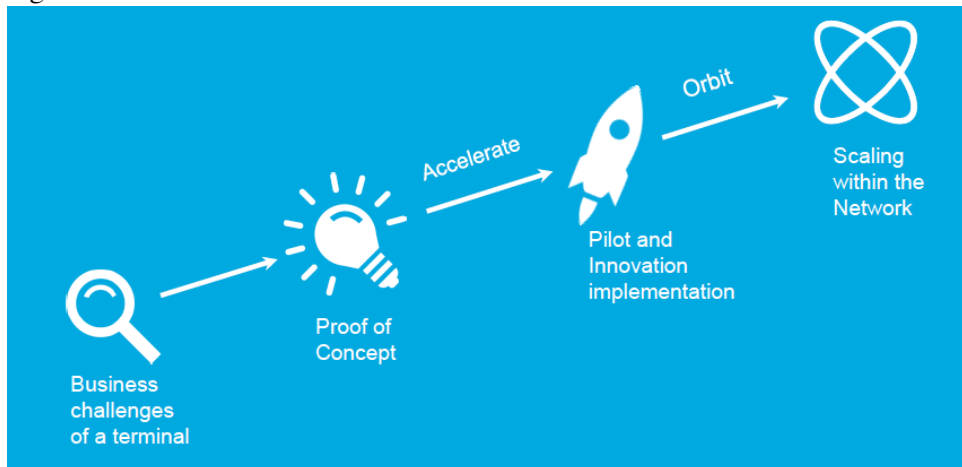 Business
challenges
of a terminal
Proof of
Concept
Accelerate
Pilot and
Innovation
implementation
Orbit
Scaling
within the
Network